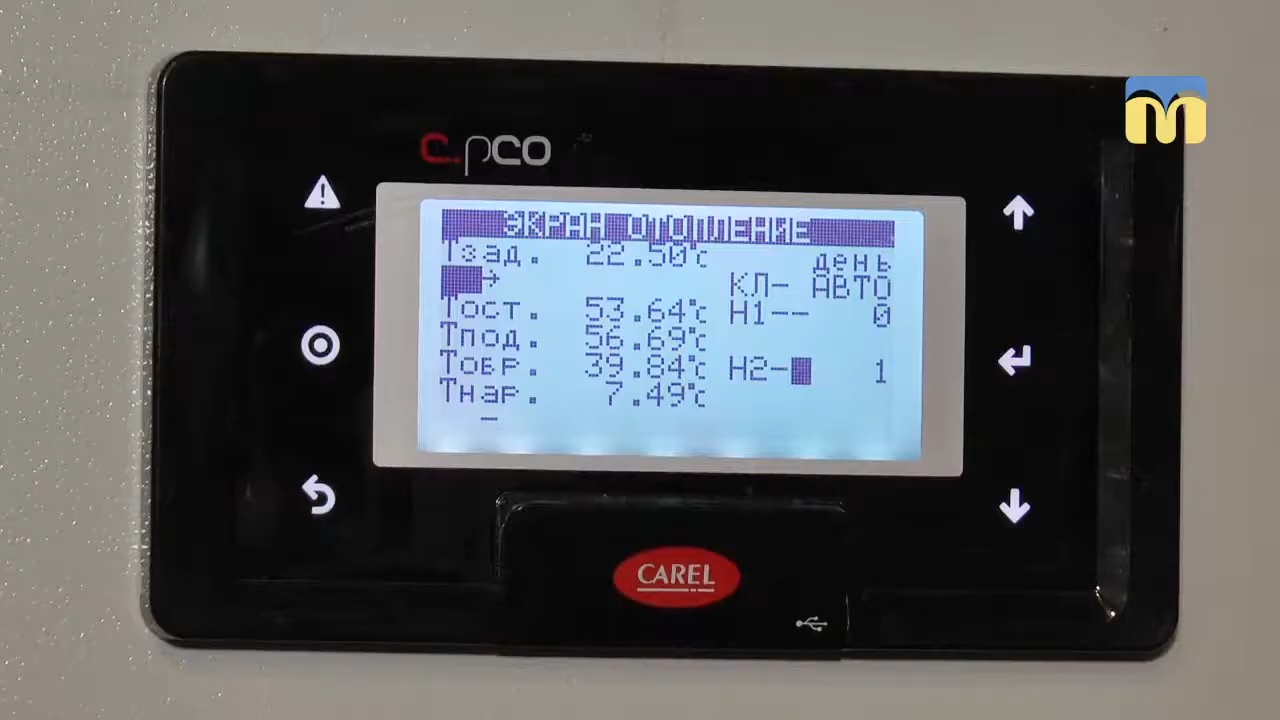 c.pco
ЭКРАН ОТОПЛЕНИЕ
Тзад. 22.50°c день
КЛ- АВТО
Тост. 53.64°c Н1-- 0
Тпод. 56.69°c
Товр. 39.84°c Н2- 1
Тнар. 7.49°c
CAREL